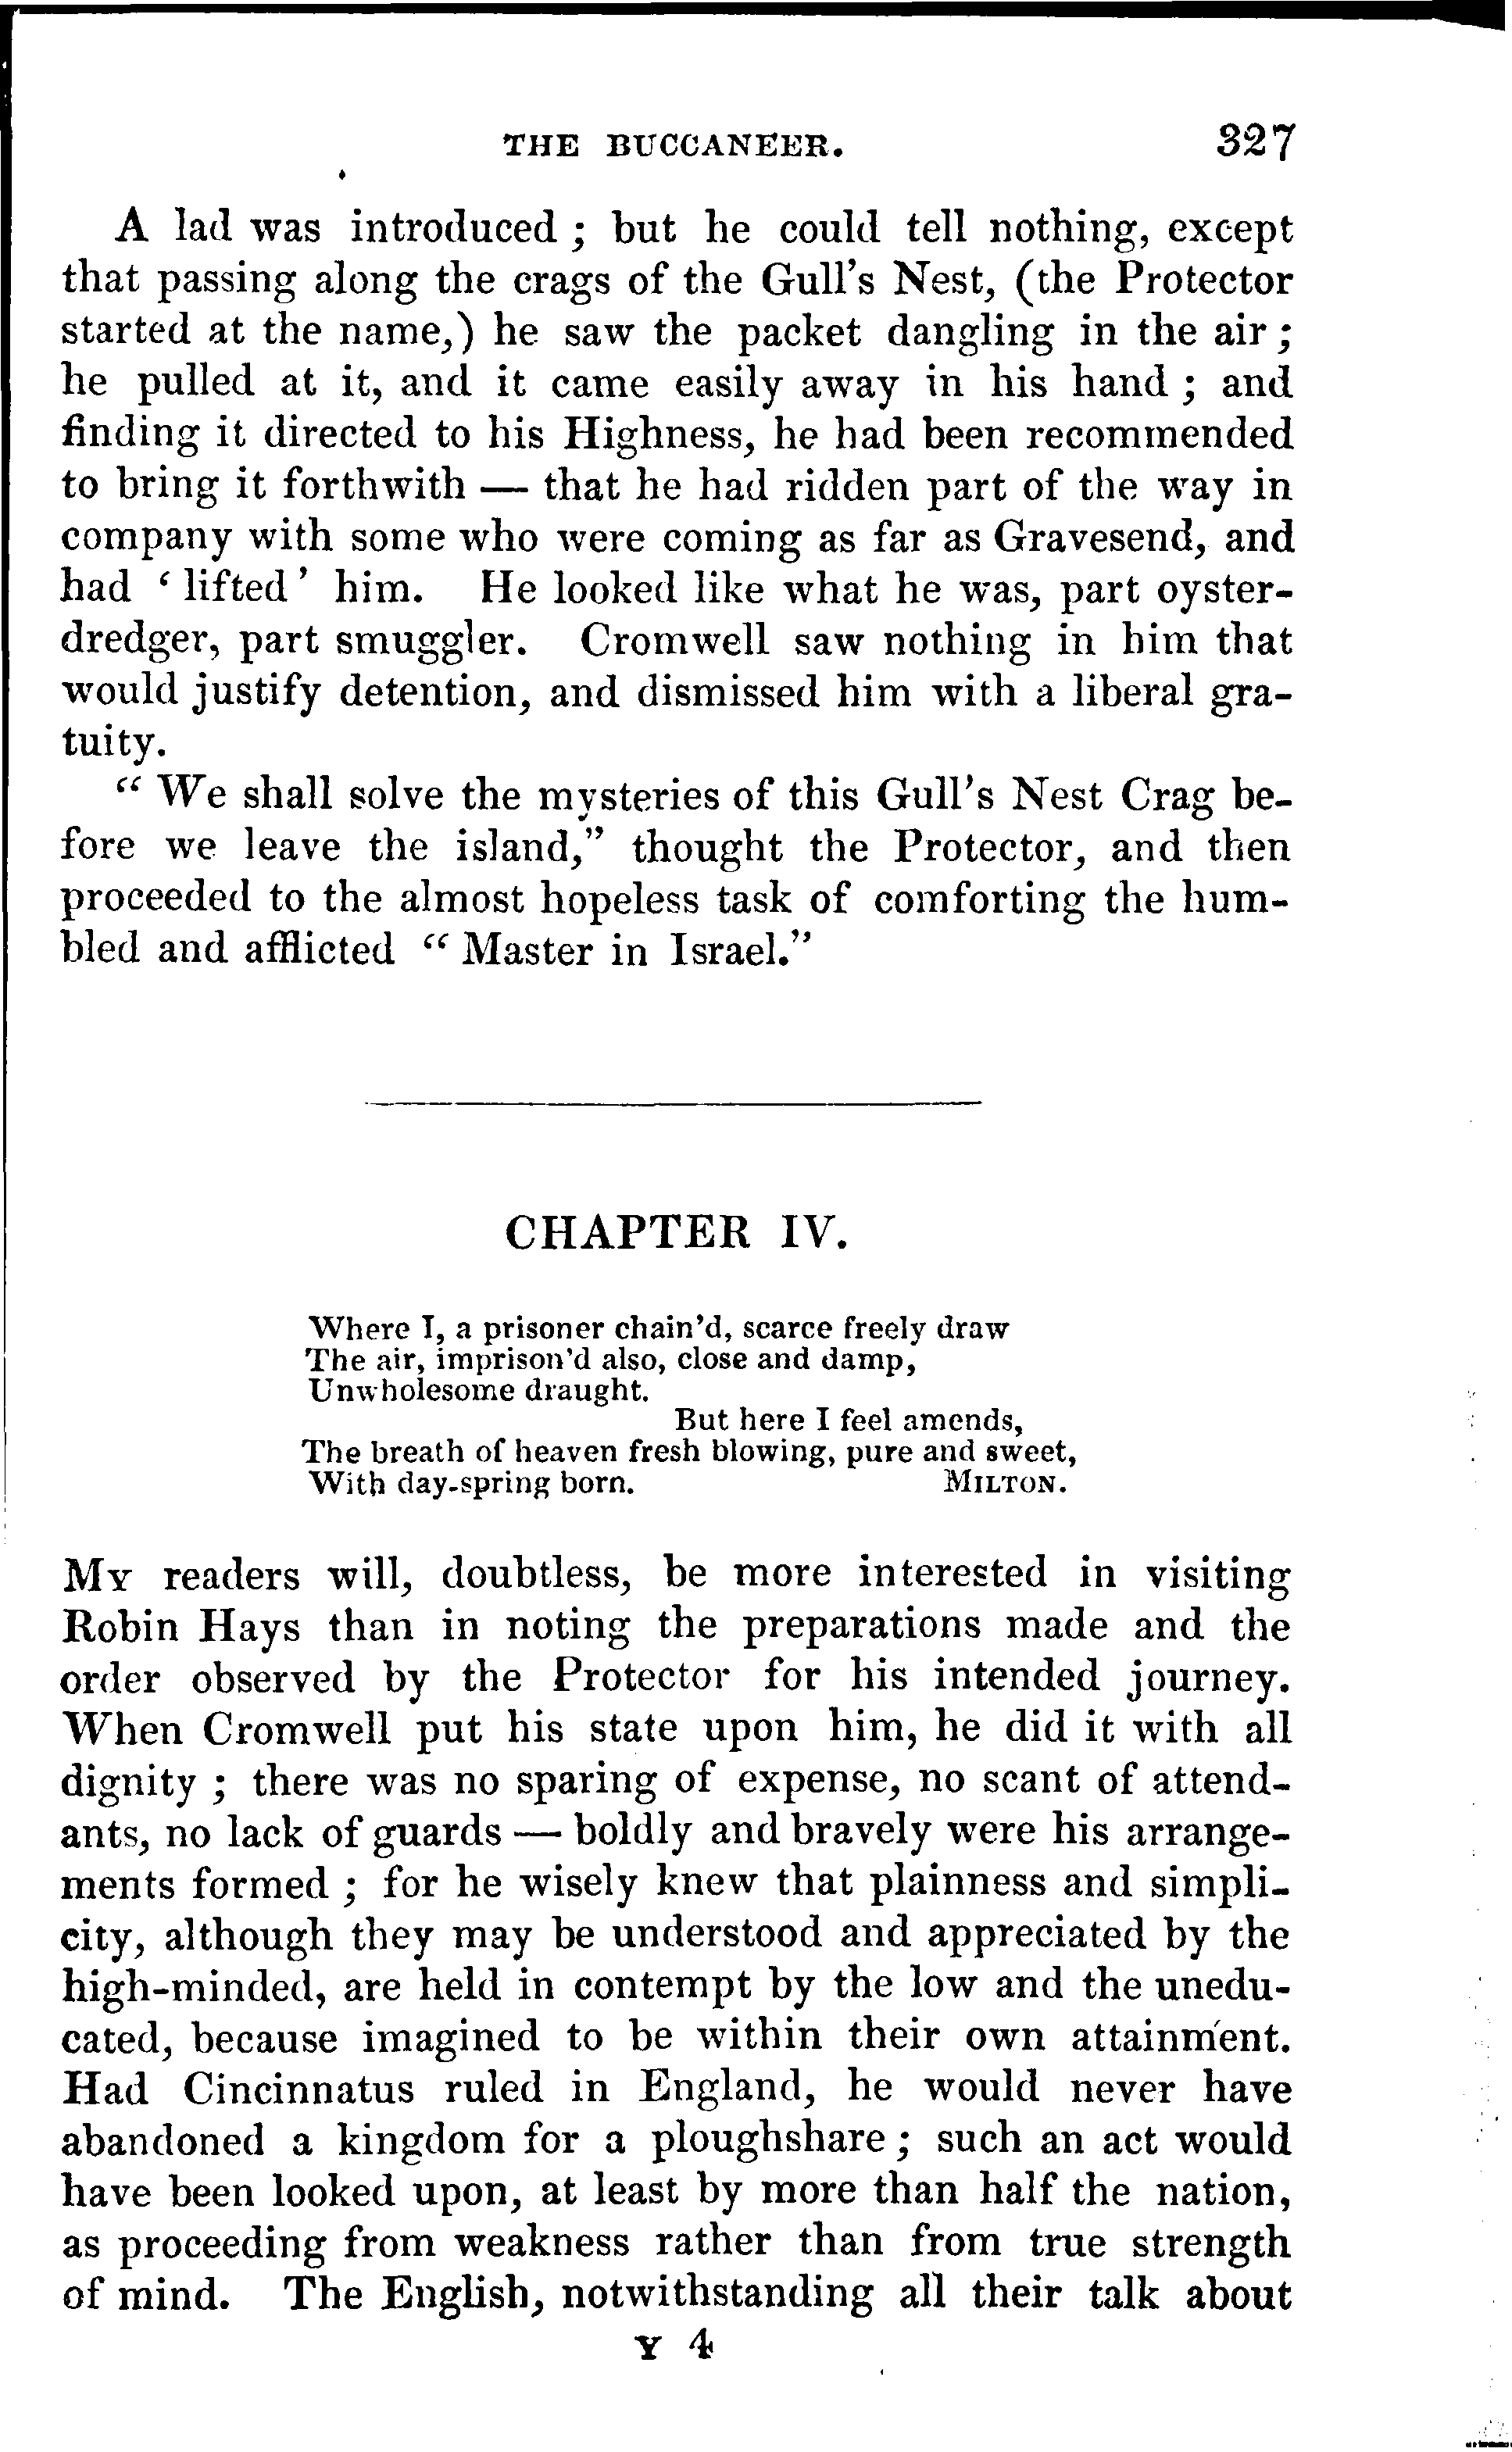 THE BUCCANEER. 327
A lad was introduced ; but he could tell nothing, except
that passing along the crags of the Gull's Nest, (the Protector
started at the name,) he saw the packet dangling in the air ;
he pulled at it, and it came easily away in his hand ; and
finding it directed to his Highness, he had been recommended
to bring it forthwith — that he had ridden part of the way in
company with some who were coming as far as Gravesend, and
had ‘ lifted ’ him. He looked like what he was, part oyster-
dredger, part smuggler. Cromwell saw nothing in him that
would justify detention, and dismissed him with a liberal gra-
tuity.
“ We shall solve the mysteries of this Gull's Nest Crag be-
fore we leave the island,” thought the Protector, and then
proceeded to the almost hopeless task of comforting the hum-
bled and afflicted “ Master in Israel.”
CHAPTER IV.
Where I, a prisoner chain'd, scarce freely draw
The air, imprison'd also, close and damp,
Unwholesome draught.
But here I feel amends,
The breath of heaven fresh blowing, pure and sweet,
With day-spring born. MILTON.
MY readers will, doubtless, be more interested in visiting
Robin Hays than in noting the preparations made and the
order observed by the Protector for his intended journey.
When Cromwell put his state upon him, he did it with all
dignity ; there was no sparing of expense, no scant of attend-
ants, no lack of guards — boldly and bravely were his arrange-
ments formed ; for he wisely knew that plainness and simpli-
city, although they may be understood and appreciated by the
high-minded, are held in contempt by the low and the unedu-
cated, because imagined to be within their own attainment.
Had Cincinnatus ruled in England, he would never have
abandoned a kingdom for a ploughshare ; such an act would
have been looked upon, at least by more than half the nation,
as proceeding from weakness rather than from true strength
of mind. The English, notwithstanding all their talk about
Y 4